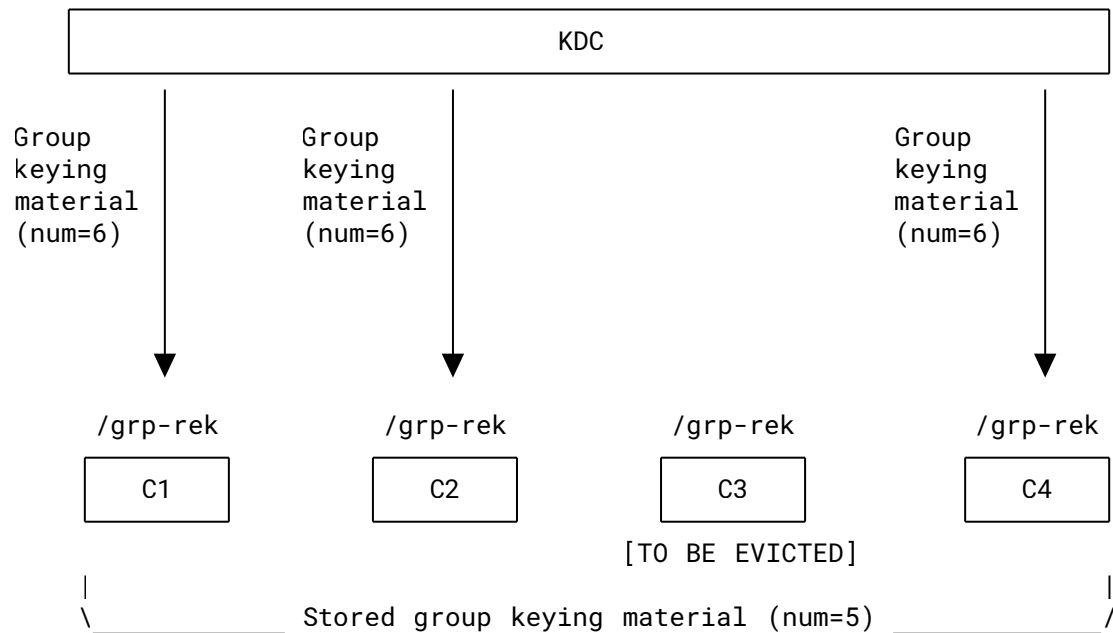 KDC
Group
keying
material
(num=6)
Group
keying
material
(num=6)
Group
keying
material
(num=6)
/grp-rek
/grp-rek
/grp-rek
/grp-rek
C1
C2
C3
C4
[TO BE EVICTED]
Stored group keying material (num=5)